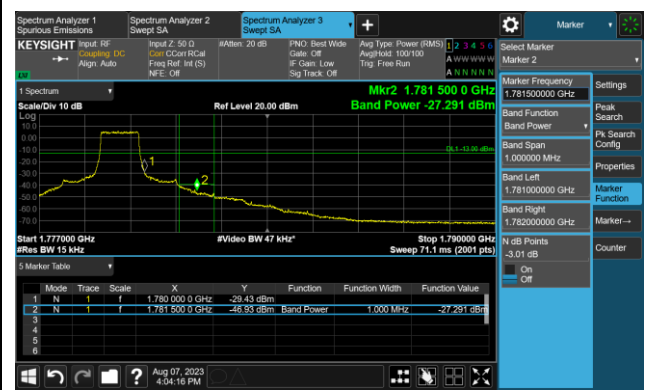 Spectrum Analyzer 1
Spurious Emissions
Spectrum Analyzer 2
Swept SA
Spectrum Analyzer 3
Swept SA
Marker
KEYSIGHT
Input: RF
Coupling: DC
Align: Auto
Input Z: 50 Ω
Corr CCorr RCal
Freq Ref: Int (S)
NFE: Off
#Atten: 20 dB
PNO: Best Wide
Gate: Off
IF Gain: Low
Sig Track: Off
Avg Type: Power (RMS)
Avg|Hold: 100/100
Trig: Free Run
1 2 3 4 5 6
A W W W W W
A N N N N N
1 Spectrum
Scale/Div 10 dB
Ref Level 20.00 dBm
Mkr2 1.781 500 0 GHz
Band Power -27.291 dBm
Log
10.0
0.00
-10.0
-20.0
-30.0
-40.0
-50.0
-60.0
-70.0
DL1 -13.00 dBm
1
2
Start 1.777000 GHz
#Res BW 15 kHz
#Video BW 47 kHz*
Stop 1.790000 GHz
Sweep 71.1 ms (2001 pts)
5 Marker Table
Mode Trace Scale X Y Function Function Width Function Value
1 N 1 f 1.780 000 0 GHz -29.43 dBm
2 N 1 f 1.781 500 0 GHz -46.93 dBm Band Power 1.000 MHz -27.291 dBm
3
4
5
6
Select Marker
Marker 2
Marker Frequency
1.781500000 GHz
Band Function
Band Power
Band Span
1.000000 MHz
Band Left
1.781000000 GHz
Band Right
1.782000000 GHz
N dB Points
-3.01 dB
On
Off
Settings
Peak
Search
Pk Search
Config
Properties
Marker
Function
Marker→
Counter
Aug 07, 2023
4:04:16 PM